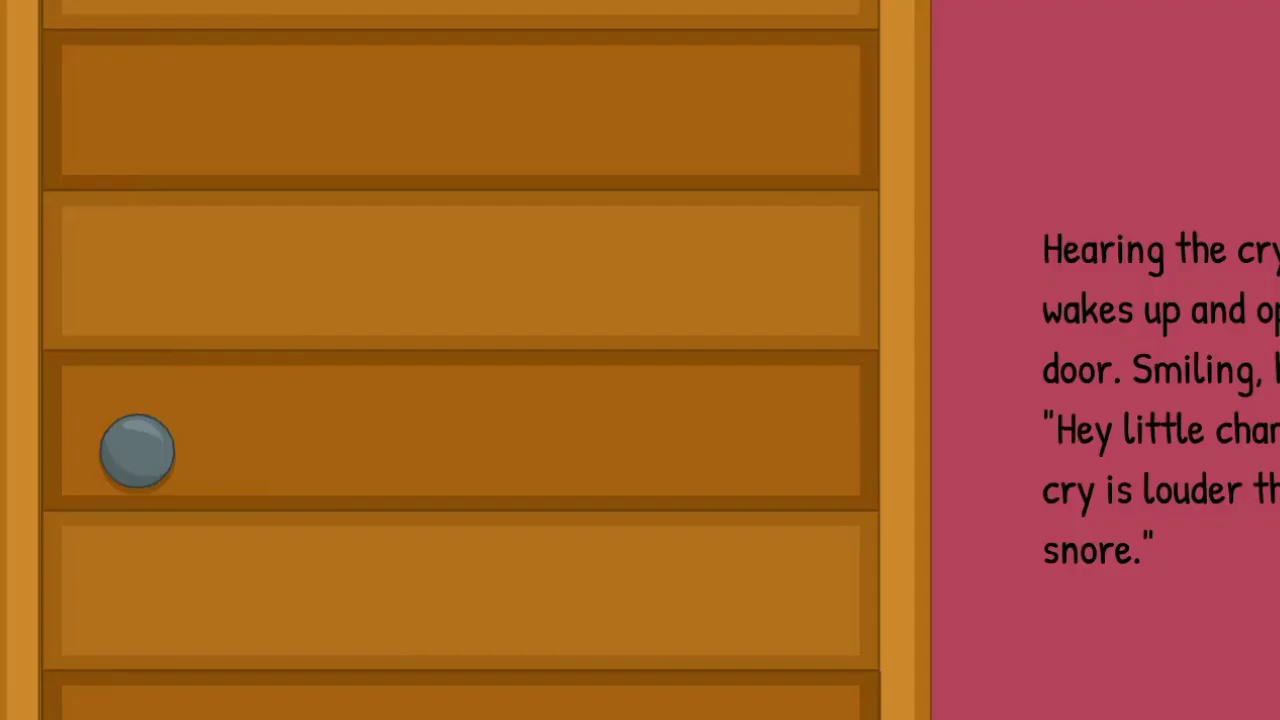 Hearing the cry
wakes up and op
door. Smiling,
"Hey little char
cry is louder th
snore."